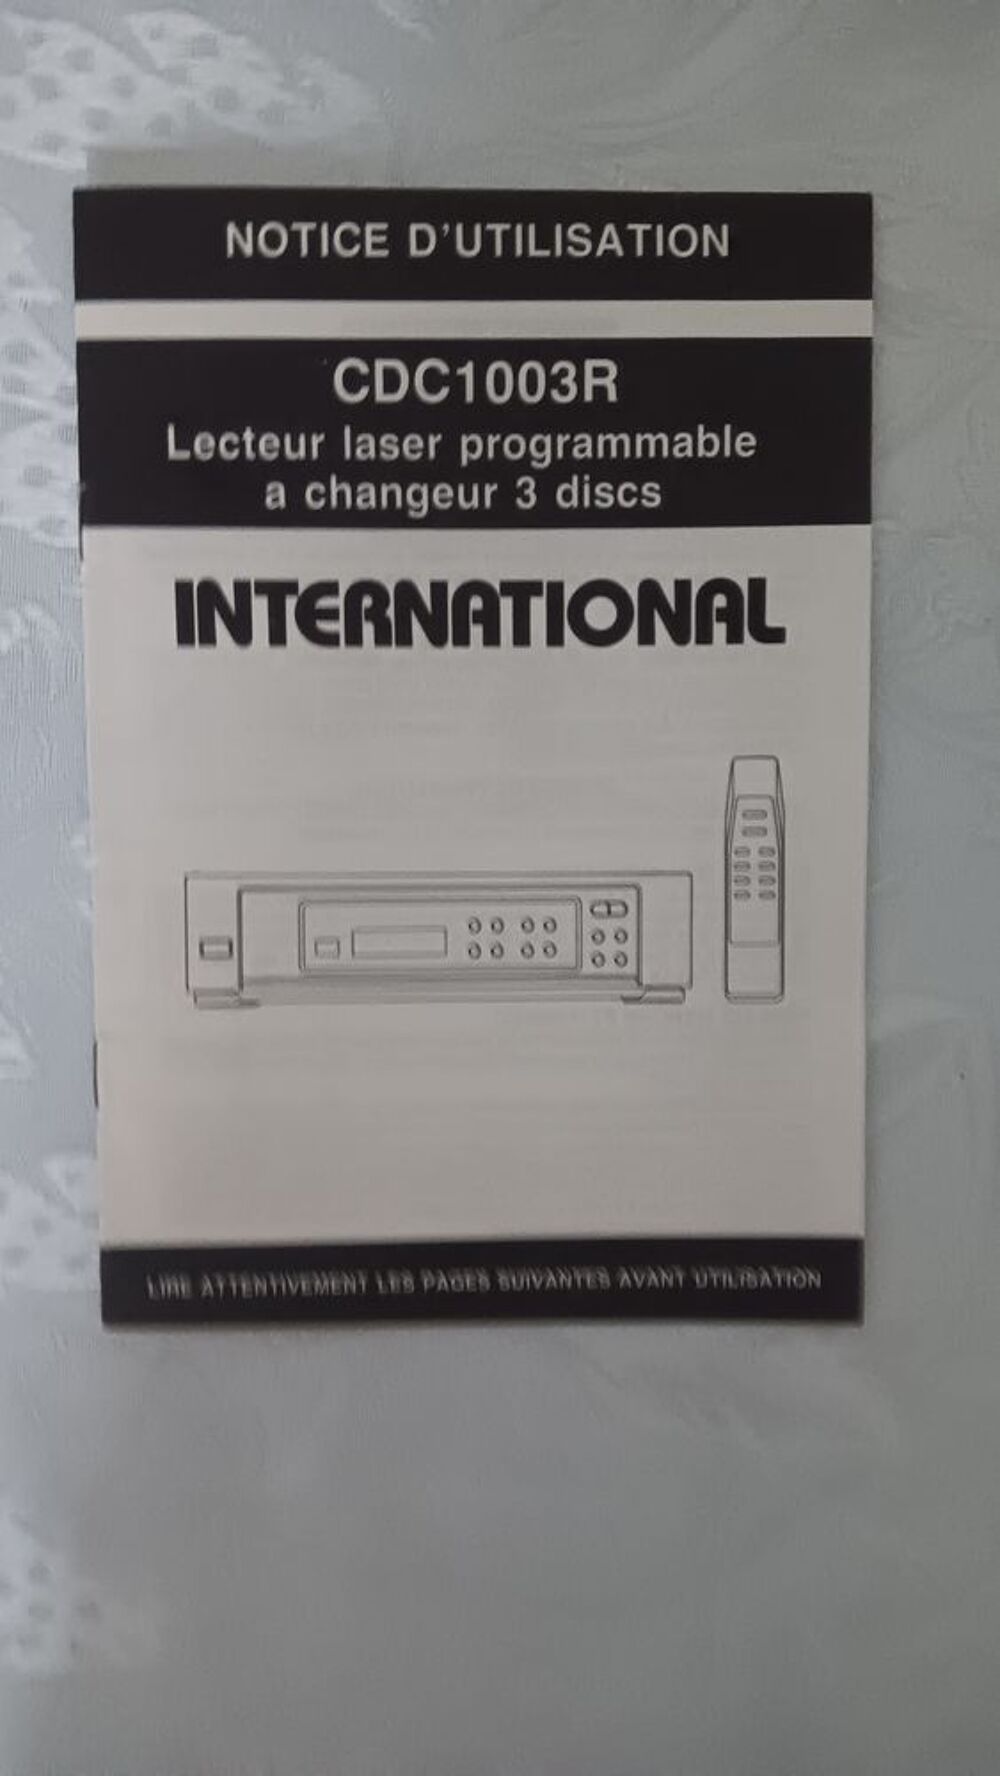 NOTICE D'UTILISATION
CDC1003R
Lecteur laser programmable
a changeur 3 discs
INTERNATIONAL
LIRE ATTENTIVEMENT LES PAGES SUIVANTES AVANT UTILISATION